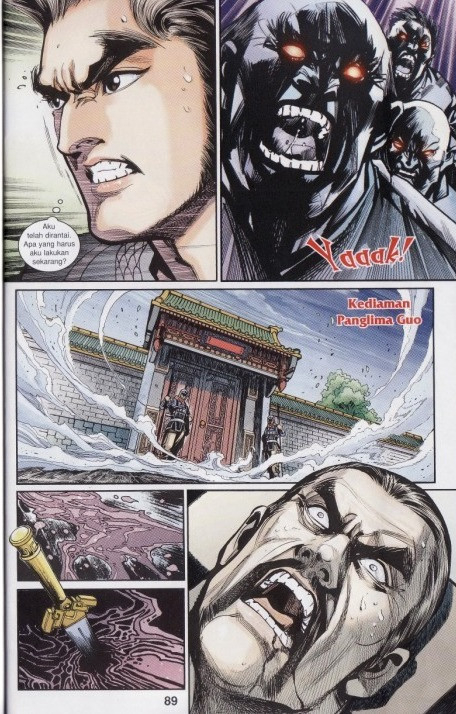 Aku
telah dirantai.
Apa yang harus
aku lakukan
sekarang?
Yaaak!
Kediaman
Panglima Guo
89